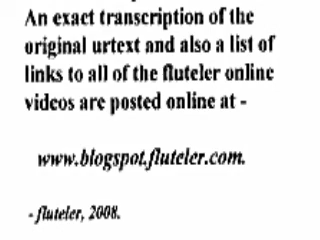 An exact transcription of the
original urtext and also a list of
links to all of the fluteler online
videos are posted online at -
www.blogspot.fluteler.com.
- fluteler, 2008.